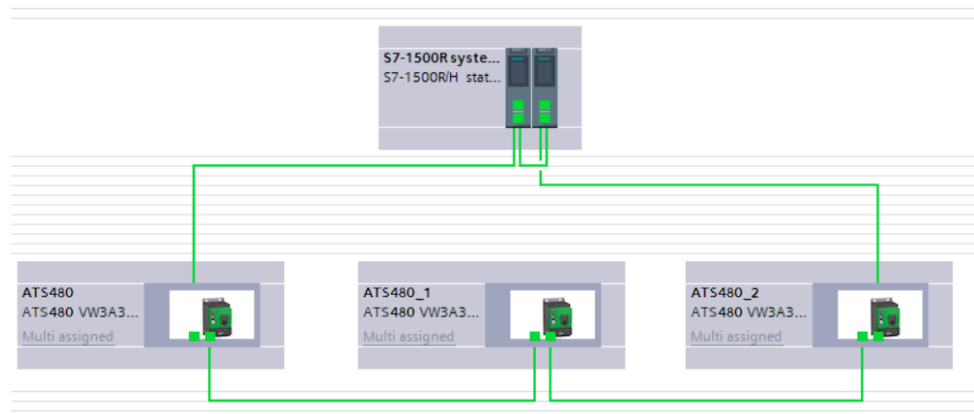 S7-1500R syste...
S7-1500R/H stat...
ATS480
ATS480 VW3A3...
Multi assigned
ATS480_1
ATS480 VW3A3...
Multi assigned
ATS480_2
ATS480 VW3A3...
Multi assigned